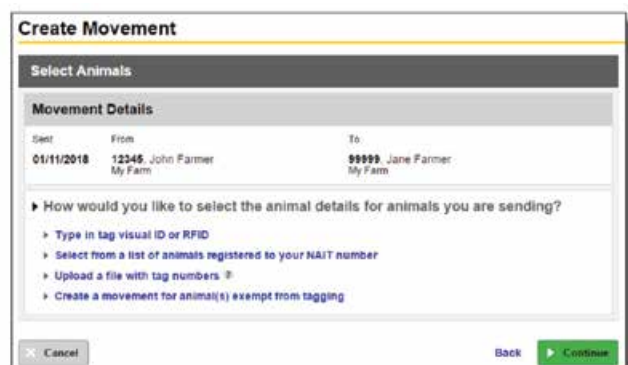 Create Movement
Select Animals
Movement Details
Sent From To
01/11/2018 12345, John Farmer 99999, Jane Farmer
My Farm My Farm
How would you like to select the animal details for animals you are sending?
Type in tag visual ID or RFID
Select from a list of animals registered to your NAIT number
Upload a file with tag numbers ?
Create a movement for animal(s) exempt from tagging
Cancel Back Continue